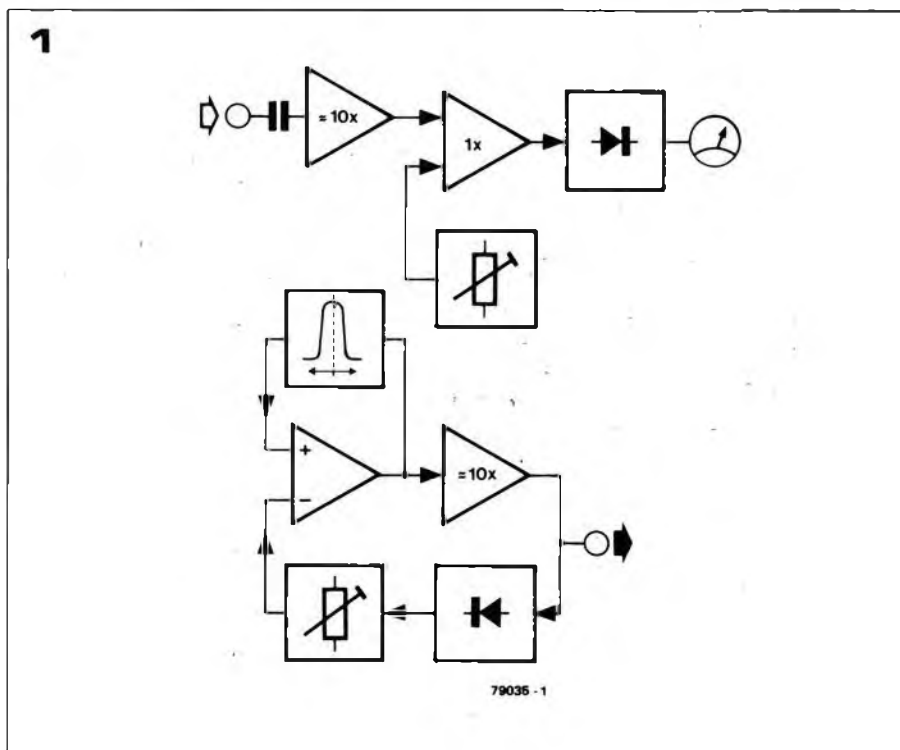 1
= 10x
1x
+
−
= 10x
79035 - 1